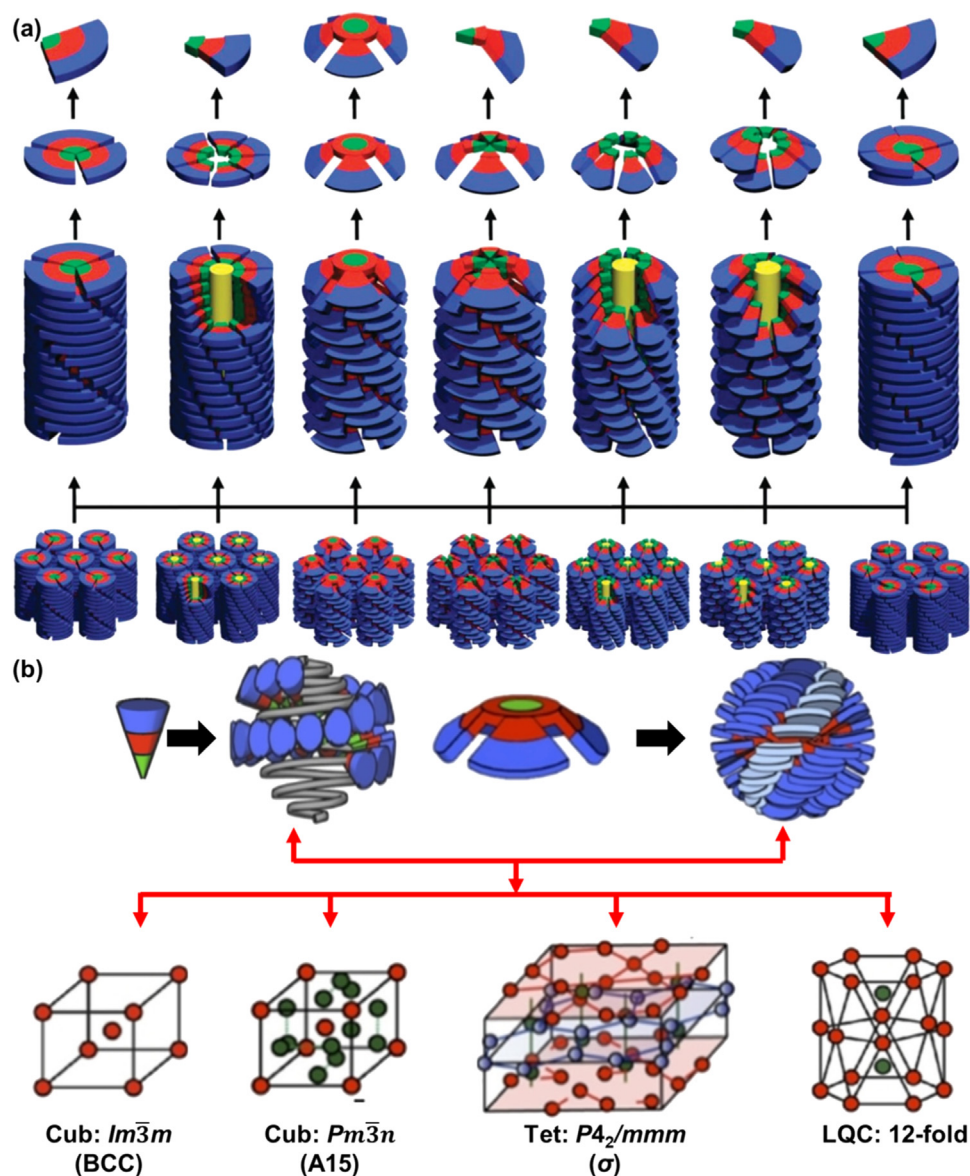 (a)
(b)
Cub: Im3̅m
(BCC)
Cub: Pm3̅n
(A15)
Tet: P4₂/mmm
(σ)
LQC: 12-fold